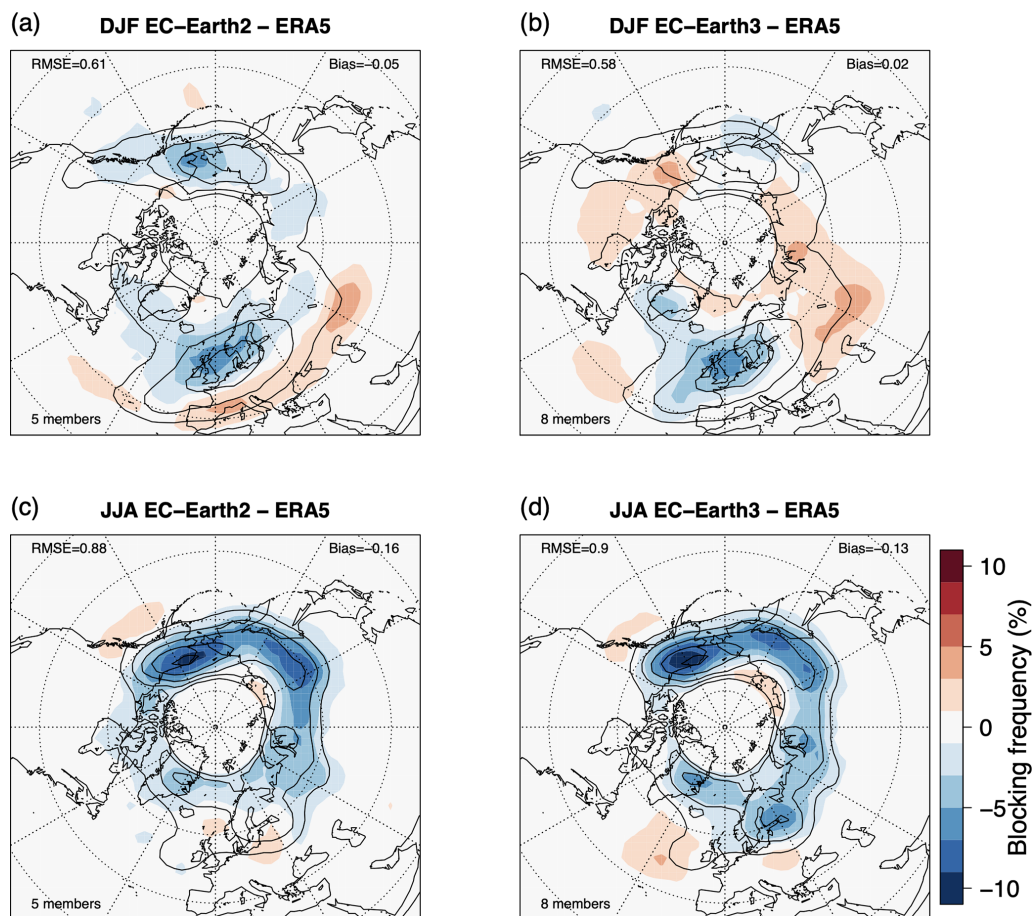 (a) DJF EC–Earth2 – ERA5
RMSE=0.61 Bias=–0.05
5 members
(b) DJF EC–Earth3 – ERA5
RMSE=0.58 Bias=0.02
8 members
(c) JJA EC–Earth2 – ERA5
RMSE=0.88 Bias=–0.16
5 members
(d) JJA EC–Earth3 – ERA5
RMSE=0.9 Bias=–0.13
8 members
10
5
0
–5
–10
Blocking frequency (%)